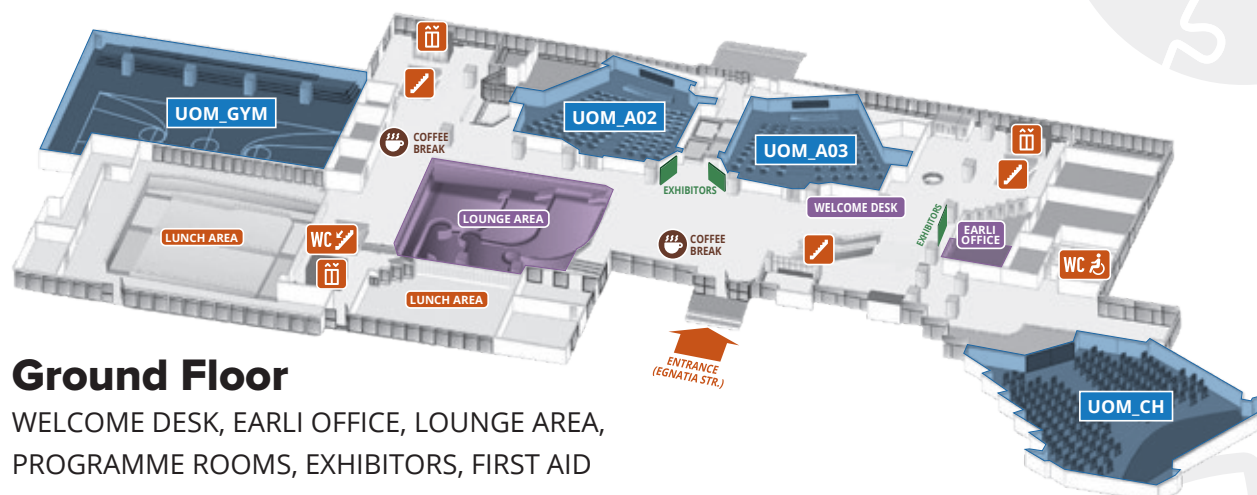 UOM_GYM
UOM_A02
UOM_A03
COFFEE
BREAK
EXHIBITORS
LOUNGE AREA
WELCOME DESK
EXHIBITORS
EARLI
OFFICE
LUNCH AREA
WC
COFFEE
BREAK
WC
LUNCH AREA
ENTRANCE
(EGNATIA STR.)
UOM_CH
Ground Floor
WELCOME DESK, EARLI OFFICE, LOUNGE AREA,
PROGRAMME ROOMS, EXHIBITORS, FIRST AID